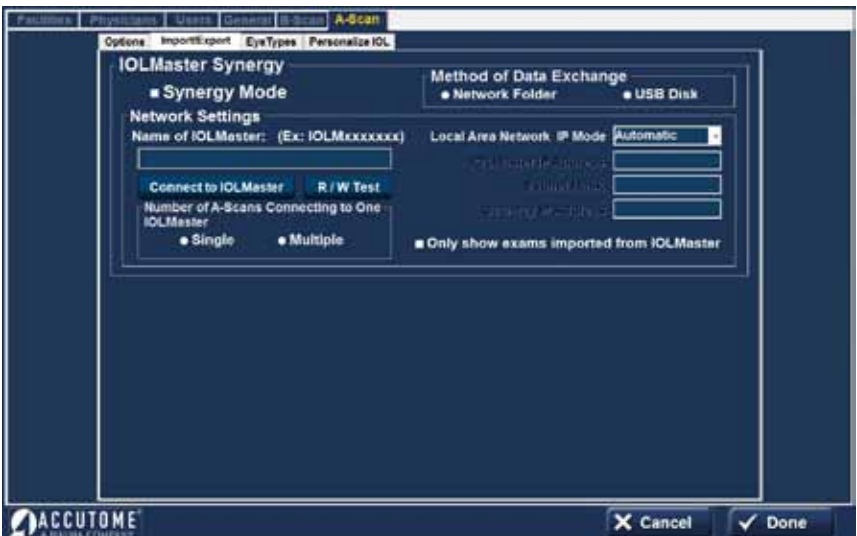 Facilities Physicians Users General B-Scan A-Scan
Options Import/Export EyeTypes Personalize IOL
IOLMaster Synergy
Synergy Mode
Method of Data Exchange
Network Folder USB Disk
Network Settings
Name of IOLMaster: (Ex: IOLMxxxxxxx)
Local Area Network IP Mode Automatic
Connect to IOLMaster R / W Test
Number of A-Scans Connecting to One
IOLMaster
Single Multiple
Only show exams imported from IOLMaster
ACCUTOME
Cancel Done